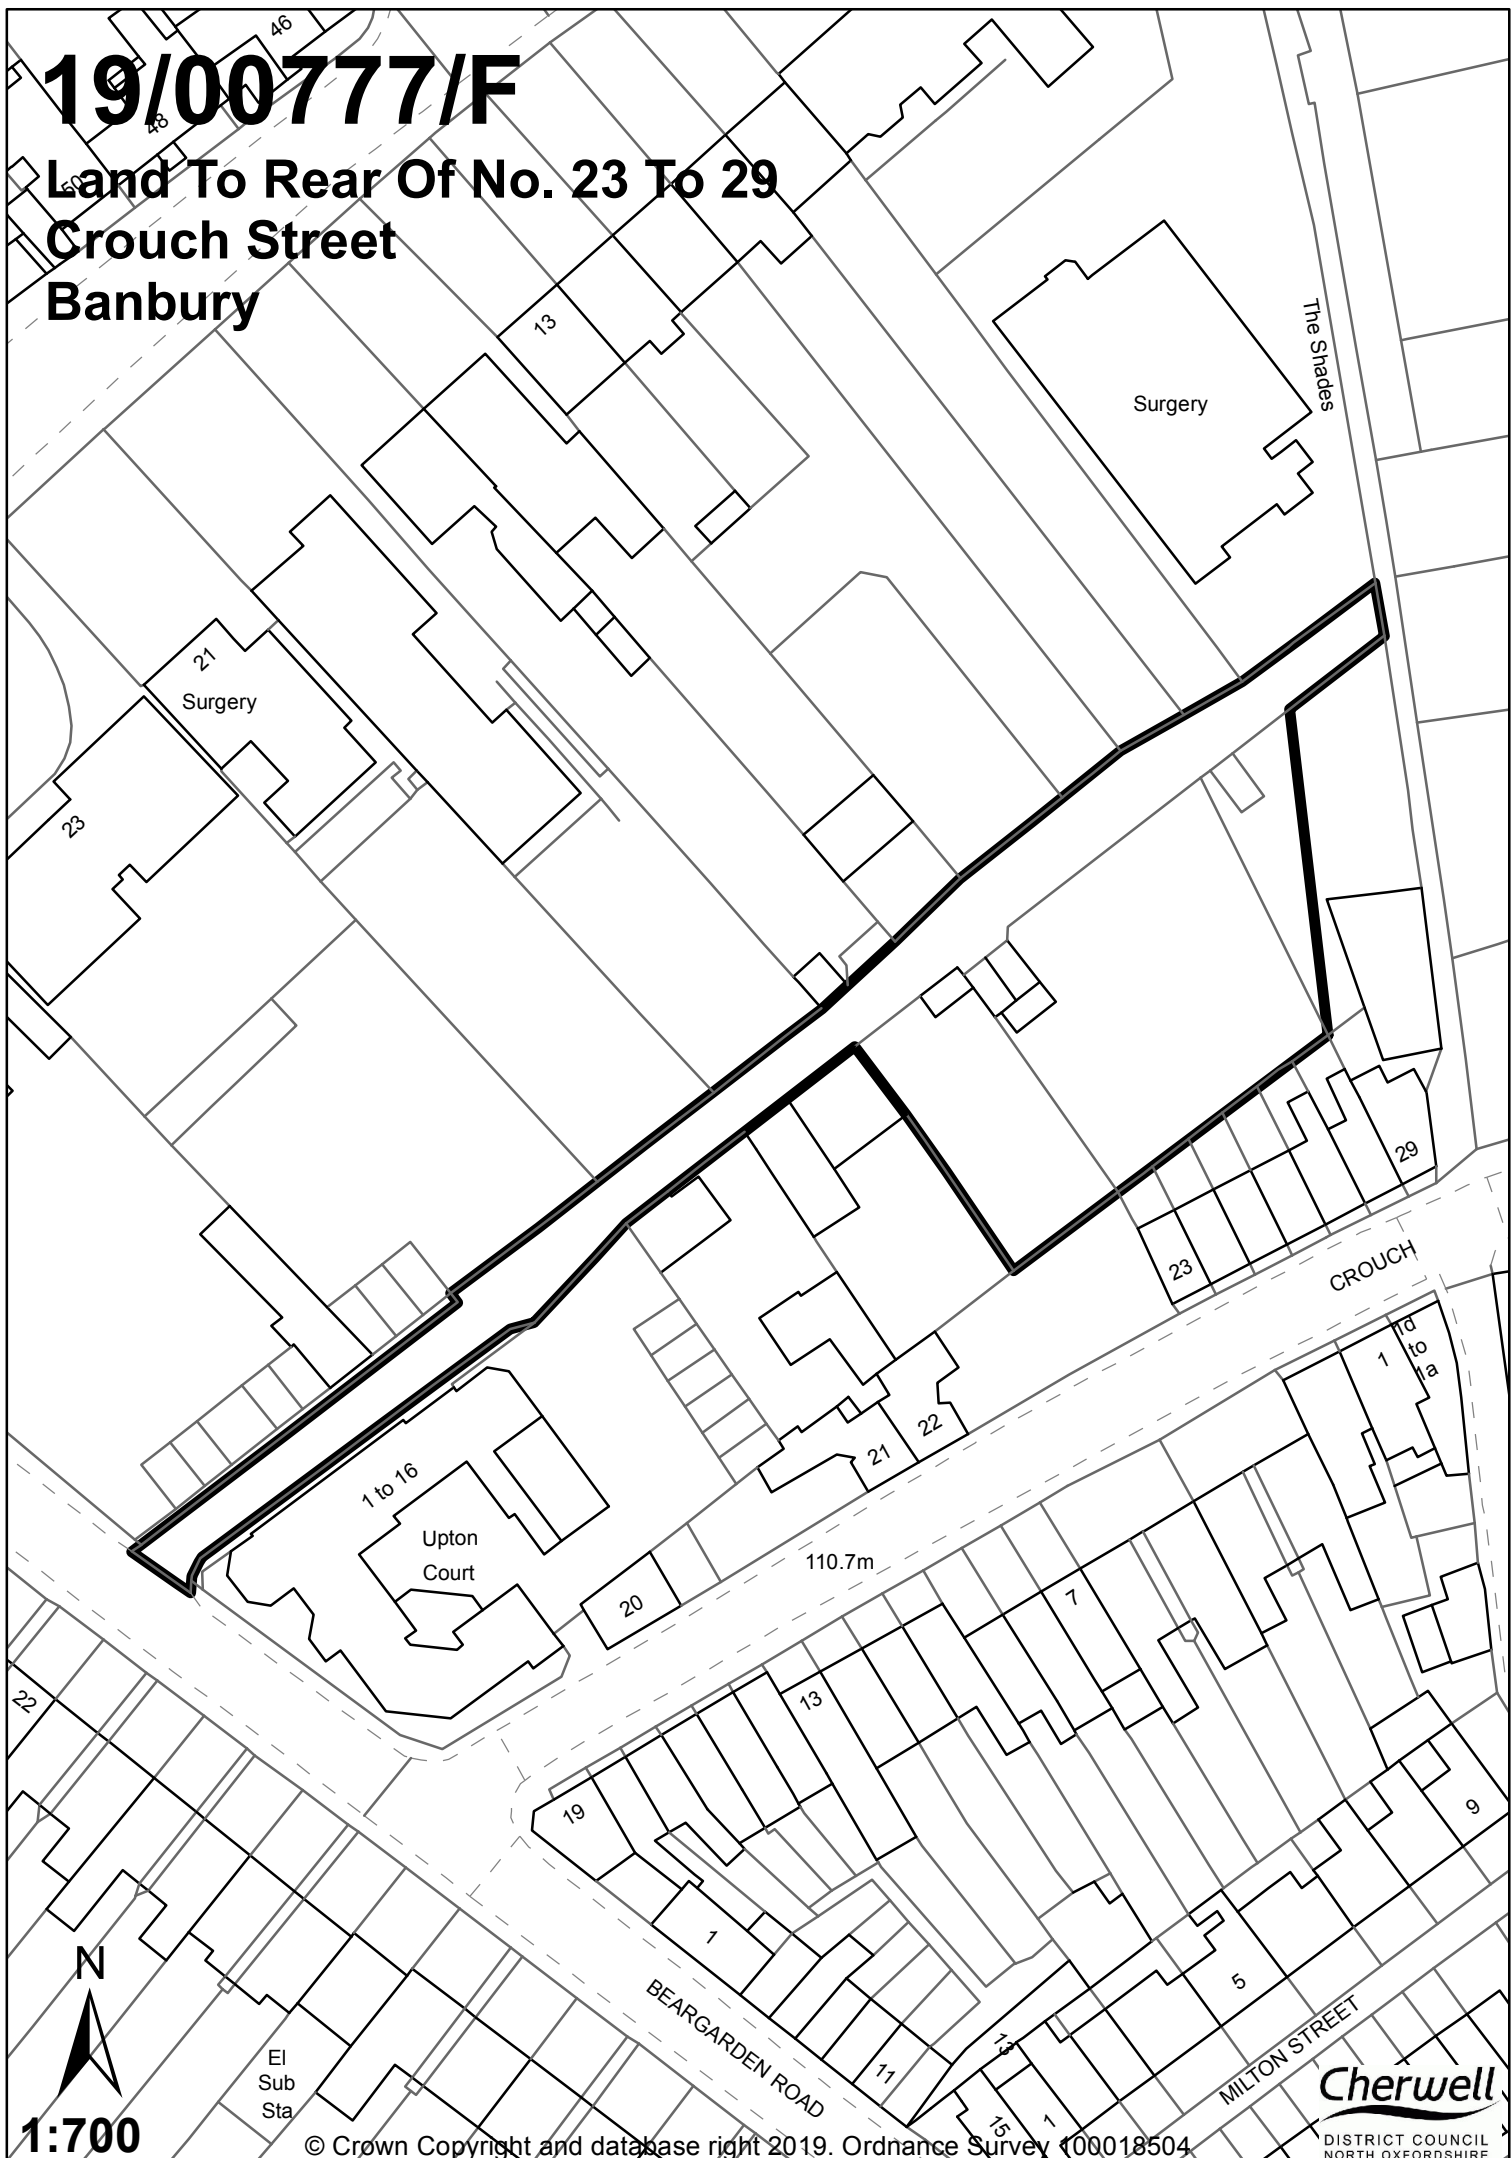 46
19/00777/F
48
Land To Rear Of No. 23 To 29
50
Crouch Street
Banbury
13
The Shades
Surgery
21
Surgery
23
29
23
CROUCH
1d
to
1a
1
22
21
1 to 16
Upton
Court
110.7m
20
7
13
22
19
9
1
5
N
BEARGARDEN ROAD
MILTON STREET
13
11
El
Sub
Sta
15
1
Cherwell
DISTRICT COUNCIL
NORTH OXFORDSHIRE
1:700
© Crown Copyright and database right 2019. Ordnance Survey 100018504